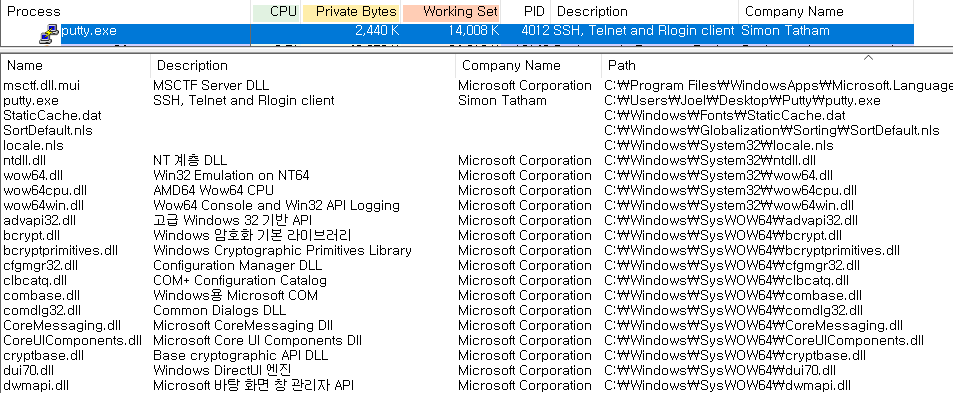 Process CPU Private Bytes Working Set PID Description Company Name
putty.exe 2,440 K 14,008 K 4012 SSH, Telnet and Rlogin client Simon Tatham
Name Description Company Name Path
msctf.dll.mui MSCTF Server DLL Microsoft Corporation C:₩Program Files₩WindowsApps₩Microsoft.Language
putty.exe SSH, Telnet and Rlogin client Simon Tatham C:₩Users₩Joel₩Desktop₩Putty₩putty.exe
StaticCache.dat C:₩Windows₩Fonts₩StaticCache.dat
SortDefault.nls C:₩Windows₩Globalization₩Sorting₩SortDefault.nls
locale.nls C:₩Windows₩System32₩locale.nls
ntdll.dll NT 계층 DLL Microsoft Corporation C:₩Windows₩System32₩ntdll.dll
wow64.dll Win32 Emulation on NT64 Microsoft Corporation C:₩Windows₩System32₩wow64.dll
wow64cpu.dll AMD64 Wow64 CPU Microsoft Corporation C:₩Windows₩System32₩wow64cpu.dll
wow64win.dll Wow64 Console and Win32 API Logging Microsoft Corporation C:₩Windows₩System32₩wow64win.dll
advapi32.dll 고급 Windows 32 기반 API Microsoft Corporation C:₩Windows₩SysWOW64₩advapi32.dll
bcrypt.dll Windows 암호화 기본 라이브러리 Microsoft Corporation C:₩Windows₩SysWOW64₩bcrypt.dll
bcryptprimitives.dll Windows Cryptographic Primitives Library Microsoft Corporation C:₩Windows₩SysWOW64₩bcryptprimitives.dll
cfgmgr32.dll Configuration Manager DLL Microsoft Corporation C:₩Windows₩SysWOW64₩cfgmgr32.dll
clbcatq.dll COM+ Configuration Catalog Microsoft Corporation C:₩Windows₩SysWOW64₩clbcatq.dll
combase.dll Windows용 Microsoft COM Microsoft Corporation C:₩Windows₩SysWOW64₩combase.dll
comdlg32.dll Common Dialogs DLL Microsoft Corporation C:₩Windows₩SysWOW64₩comdlg32.dll
CoreMessaging.dll Microsoft CoreMessaging Dll Microsoft Corporation C:₩Windows₩SysWOW64₩CoreMessaging.dll
CoreUIComponents.dll Microsoft Core UI Components Dll Microsoft Corporation C:₩Windows₩SysWOW64₩CoreUIComponents.dll
cryptbase.dll Base cryptographic API DLL Microsoft Corporation C:₩Windows₩SysWOW64₩cryptbase.dll
dui70.dll Windows DirectUI 엔진 Microsoft Corporation C:₩Windows₩SysWOW64₩dui70.dll
dwmapi.dll Microsoft 바탕 화면 창 관리자 API Microsoft Corporation C:₩Windows₩SysWOW64₩dwmapi.dll